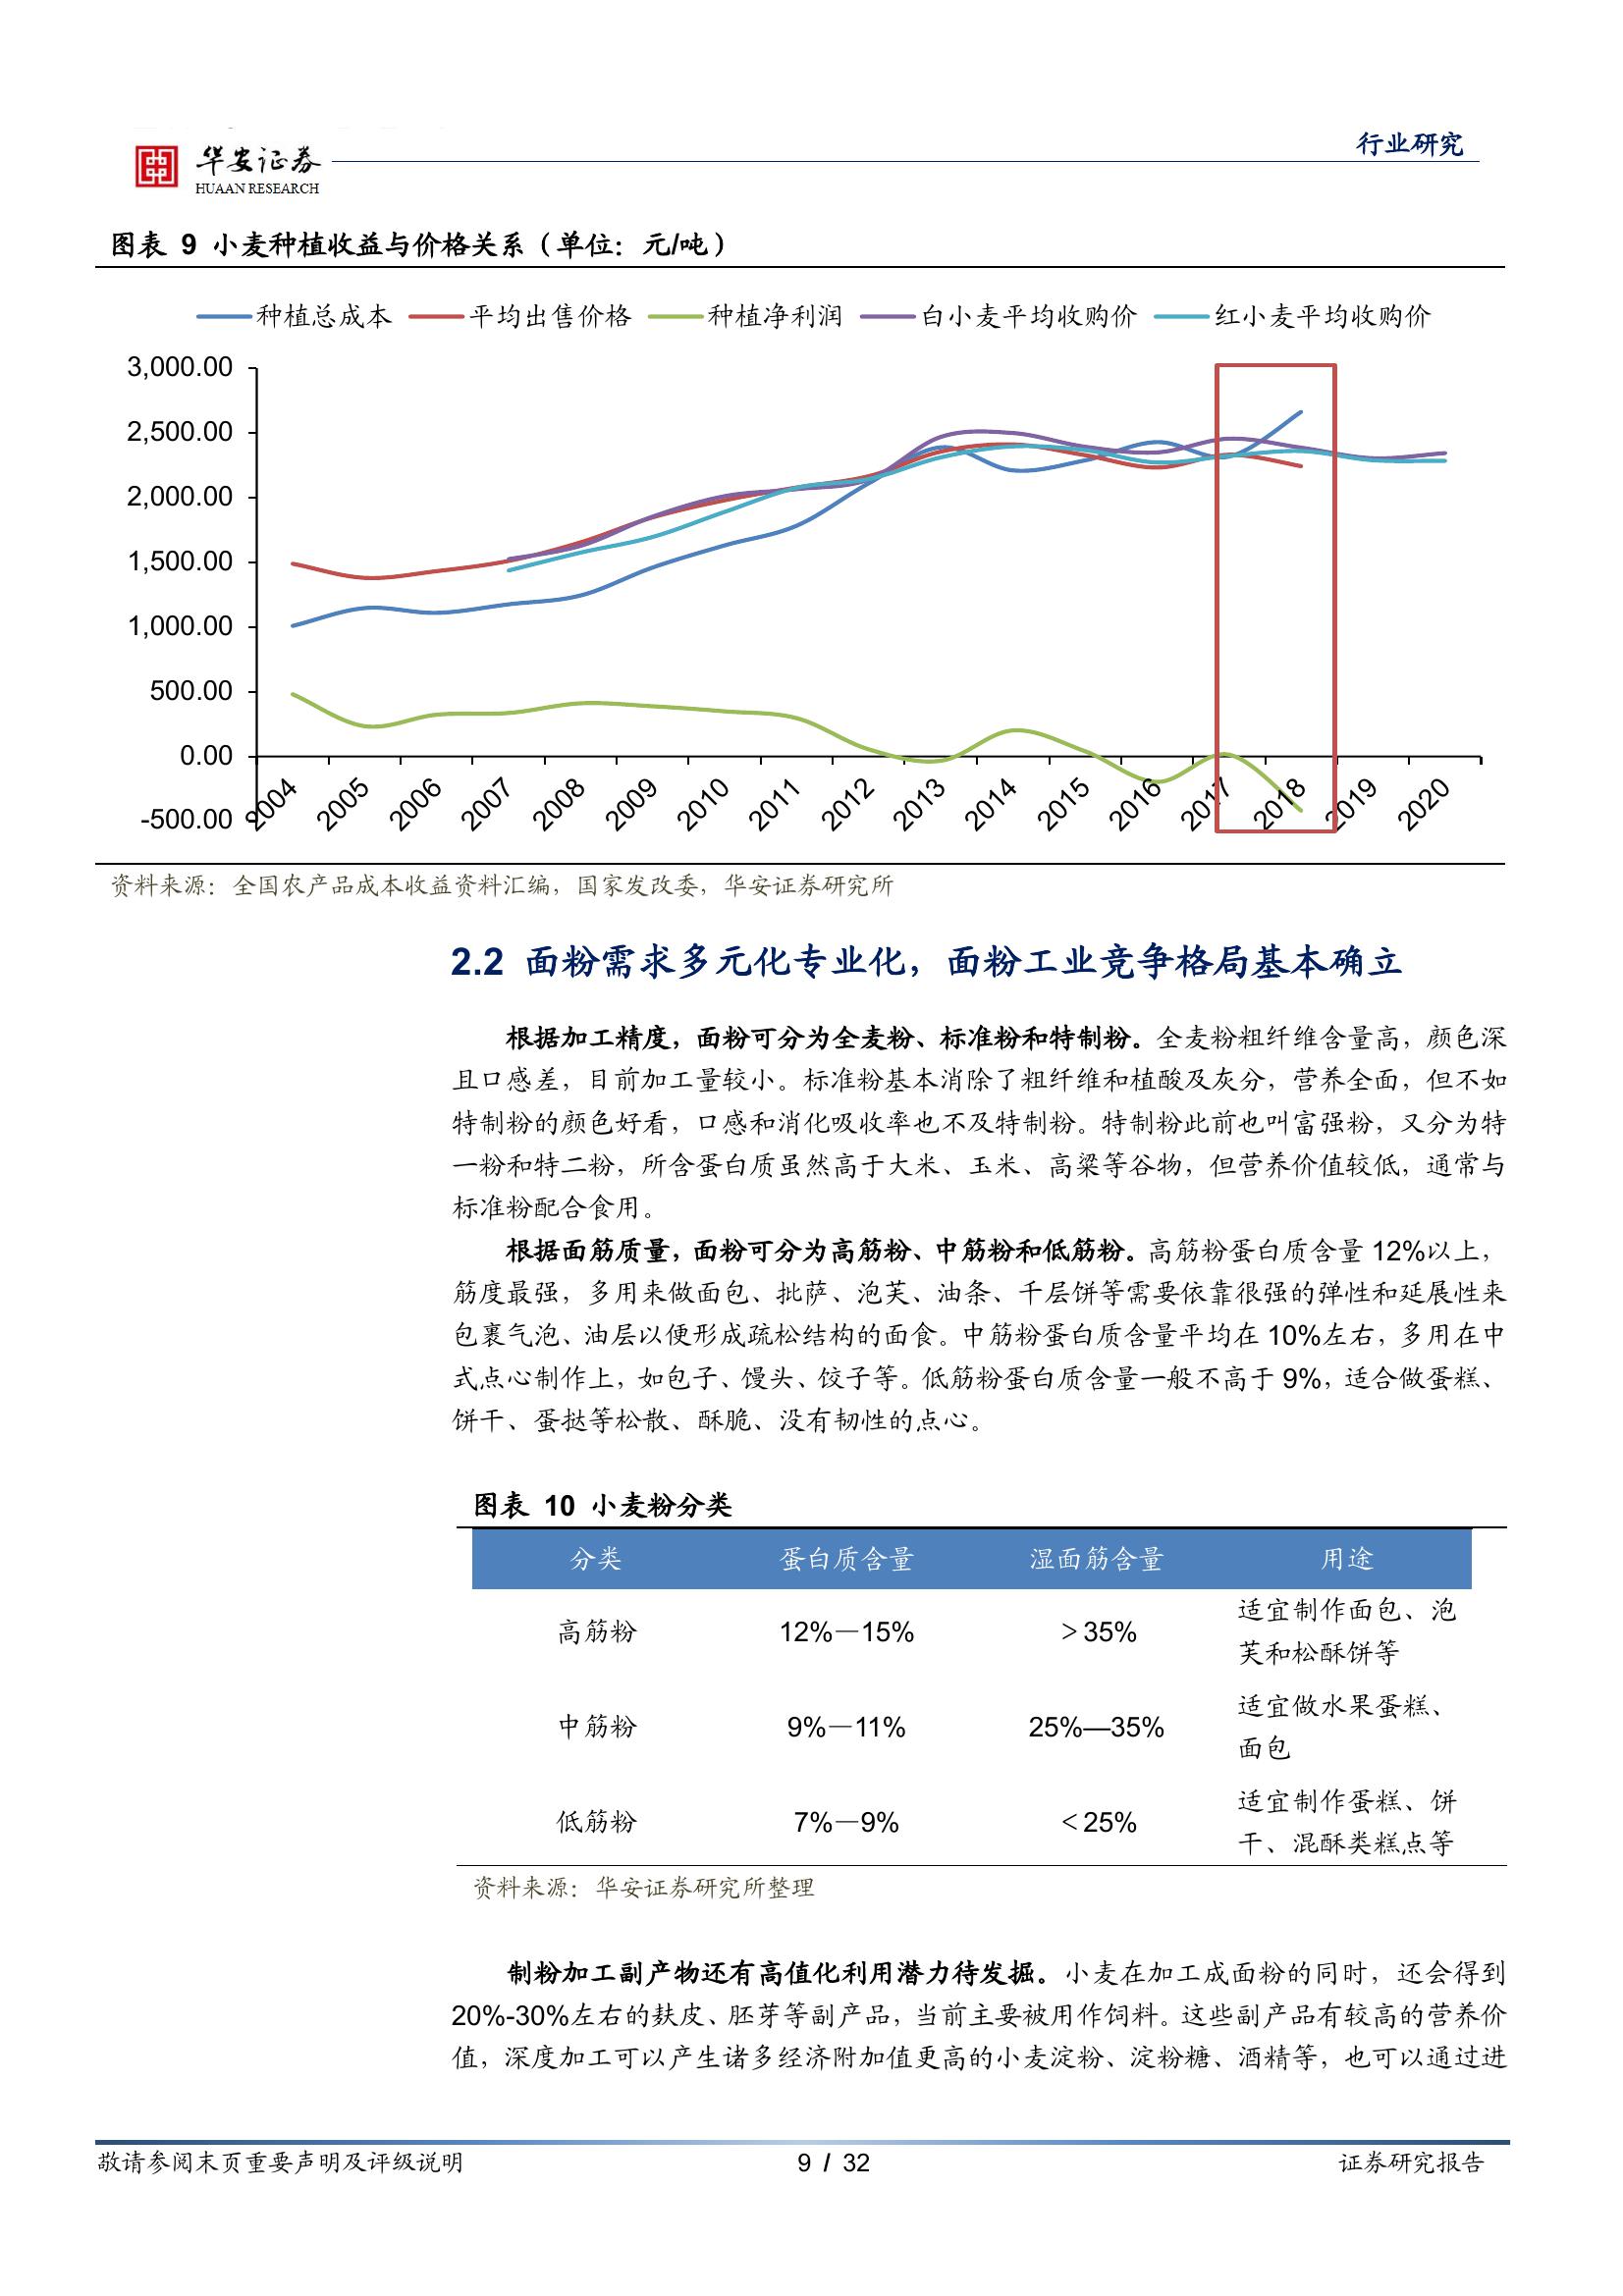 华安证券
HUAAN RESEARCH
行业研究
图表 9 小麦种植收益与价格关系（单位：元/吨）
种植总成本 平均出售价格 种植净利润 白小麦平均收购价 红小麦平均收购价
3,000.00
2,500.00
2,000.00
1,500.00
1,000.00
500.00
0.00
-500.00
2004 2005 2006 2007 2008 2009 2010 2011 2012 2013 2014 2015 2016 2017 2018 2019 2020
资料来源：全国农产品成本收益资料汇编，国家发改委，华安证券研究所
2.2 面粉需求多元化专业化，面粉工业竞争格局基本确立
根据加工精度，面粉可分为全麦粉、标准粉和特制粉。全麦粉粗纤维含量高，颜色深
且口感差，目前加工量较小。标准粉基本消除了粗纤维和植酸及灰分，营养全面，但不如
特制粉的颜色好看，口感和消化吸收率也不及特制粉。特制粉此前也叫富强粉，又分为特
一粉和特二粉，所含蛋白质虽然高于大米、玉米、高粱等谷物，但营养价值较低，通常与
标准粉配合食用。
根据面筋质量，面粉可分为高筋粉、中筋粉和低筋粉。高筋粉蛋白质含量 12%以上，
筋度最强，多用来做面包、批萨、泡芙、油条、千层饼等需要依靠很强的弹性和延展性来
包裹气泡、油层以便形成疏松结构的面食。中筋粉蛋白质含量平均在 10%左右，多用在中
式点心制作上，如包子、馒头、饺子等。低筋粉蛋白质含量一般不高于 9%，适合做蛋糕、
饼干、蛋挞等松散、酥脆、没有韧性的点心。
图表 10 小麦粉分类
分类 蛋白质含量 湿面筋含量 用途
高筋粉 12%－15% ＞35% 适宜制作面包、泡
芙和松酥饼等
中筋粉 9%－11% 25%—35% 适宜做水果蛋糕、
面包
低筋粉 7%－9% ＜25% 适宜制作蛋糕、饼
干、混酥类糕点等
资料来源：华安证券研究所整理
制粉加工副产物还有高值化利用潜力待发掘。小麦在加工成面粉的同时，还会得到
20%-30%左右的麸皮、胚芽等副产品，当前主要被用作饲料。这些副产品有较高的营养价
值，深度加工可以产生诸多经济附加值更高的小麦淀粉、淀粉糖、酒精等，也可以通过进
敬请参阅末页重要声明及评级说明 9 / 32 证券研究报告